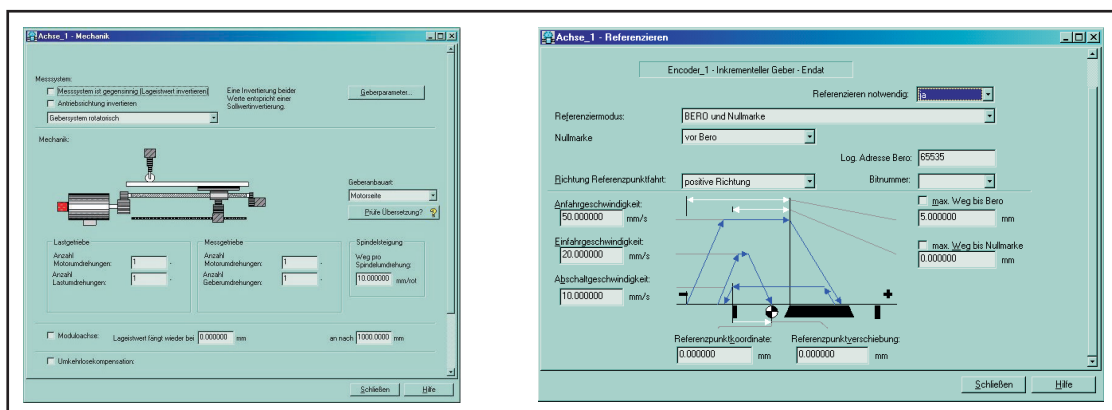 Achse_1 - Mechanik
Messsystem:
Messsystem ist gegensinnig (Lageistwert invertieren)
Antriebsrichtung invertieren
Eine Invertierung beider
Werte entspricht einer
Sollwertinvertierung.
Geberparameter...
Gebersystem rotatorisch
Mechanik:
Geberanbauart:
Motorseite
Prüfe Übersetzung?
Lastgetriebe
Anzahl
Motorumdrehungen:
1
Anzahl
Lastumdrehungen:
1
Messgetriebe
Anzahl
Motorumdrehungen:
1
Anzahl
Geberumdrehungen:
1
Spindelsteigung
Weg pro
Spindelumdrehung:
10.000000 mm/rot
Moduloachse: Lageistwert fängt wieder bei 0.000000 mm an nach 1000.0000 mm
Umkehrlosekompensation:
Schließen Hilfe
Achse_1 - Referenzieren
Encoder_1 - Inkrementeller Geber - Endat
Referenzieren notwendig: ja
Referenziermodus: BERO und Nullmarke
Nullmarke vor Bero
Log. Adresse Bero: 65535
Richtung Referenzpunktfahrt: positive Richtung Bitnummer:
Anfahrgeschwindigkeit:
50.000000 mm/s
max. Weg bis Bero
5.000000 mm
Einfahrgeschwindigkeit:
20.000000 mm/s
max. Weg bis Nullmarke
0.000000 mm
Abschaltgeschwindigkeit:
10.000000 mm/s
- +
Referenzpunktkoordinate:
0.000000 mm
Referenzpunktverschiebung:
0.000000 mm
Schließen Hilfe